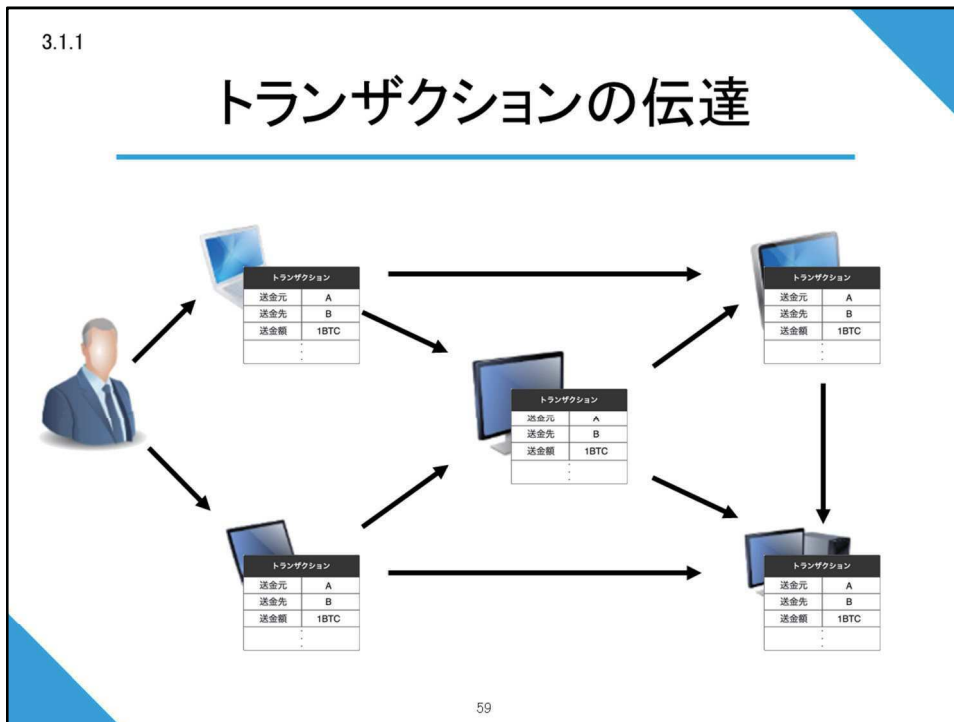 3.1.1
トランザクションの伝達
トランザクション
送金元 A
送金先 B
送金額 1BTC
:
トランザクション
送金元 A
送金先 B
送金額 1BTC
:
トランザクション
送金元 A
送金先 B
送金額 1BTC
:
トランザクション
送金元 A
送金先 B
送金額 1BTC
:
トランザクション
送金元 A
送金先 B
送金額 1BTC
:
59